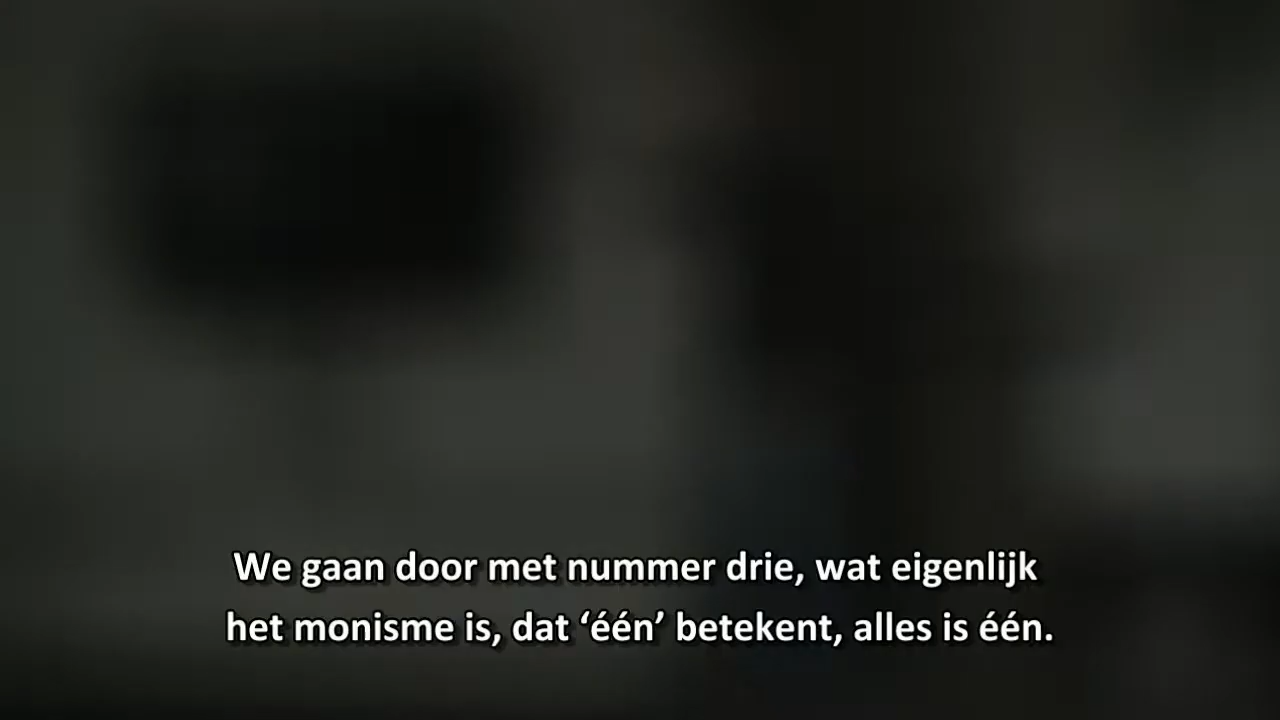 We gaan door met nummer drie, wat eigenlijk
het monisme is, dat ‘één’ betekent, alles is één.